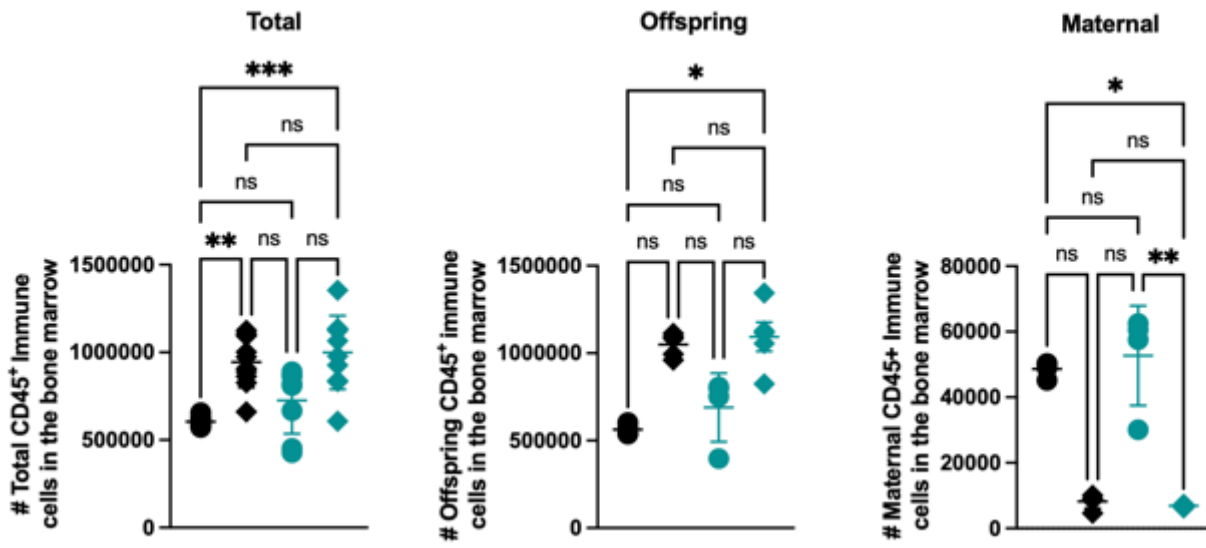 Total
***
ns
ns
**
ns
ns
# Total CD45⁺ Immune
cells in the bone marrow
1500000
1000000
500000
0
Offspring
*
ns
ns
ns
ns
ns
# Offspring CD45⁺ immune
cells in the bone marrow
1500000
1000000
500000
0
Maternal
*
ns
ns
ns
ns
**
# Maternal CD45+ Immune
cells in the bone marrow
80000
60000
40000
20000
0